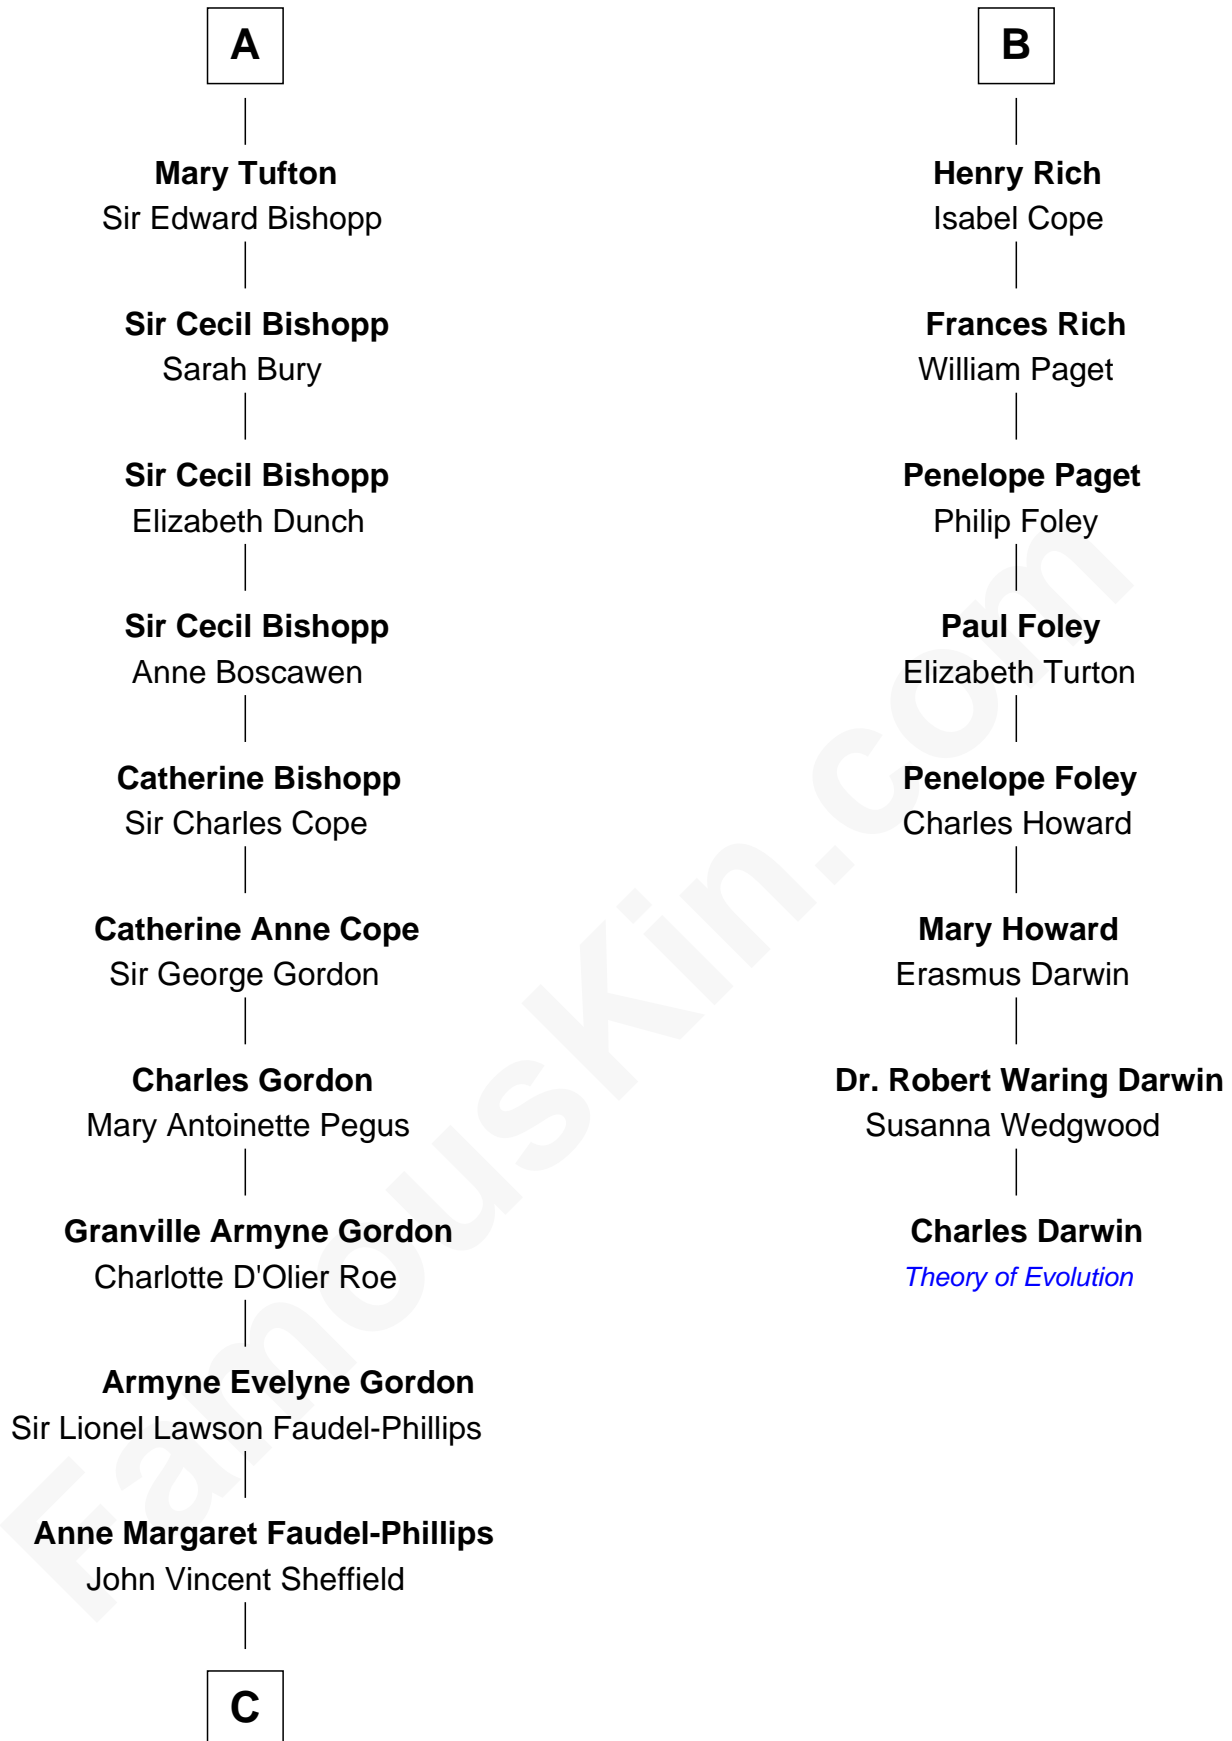 A
Mary Tufton
Sir Edward Bishopp
Sir Cecil Bishopp
Sarah Bury
Sir Cecil Bishopp
Elizabeth Dunch
Sir Cecil Bishopp
Anne Boscawen
Catherine Bishopp
Sir Charles Cope
Catherine Anne Cope
Sir George Gordon
Charles Gordon
Mary Antoinette Pegus
Granville Armyne Gordon
Charlotte D'Olier Roe
Armyne Evelyne Gordon
Sir Lionel Lawson Faudel-Phillips
Anne Margaret Faudel-Phillips
John Vincent Sheffield
C
B
Henry Rich
Isabel Cope
Frances Rich
William Paget
Penelope Paget
Philip Foley
Paul Foley
Elizabeth Turton
Penelope Foley
Charles Howard
Mary Howard
Erasmus Darwin
Dr. Robert Waring Darwin
Susanna Wedgwood
Charles Darwin
Theory of Evolution
FamousKin.com